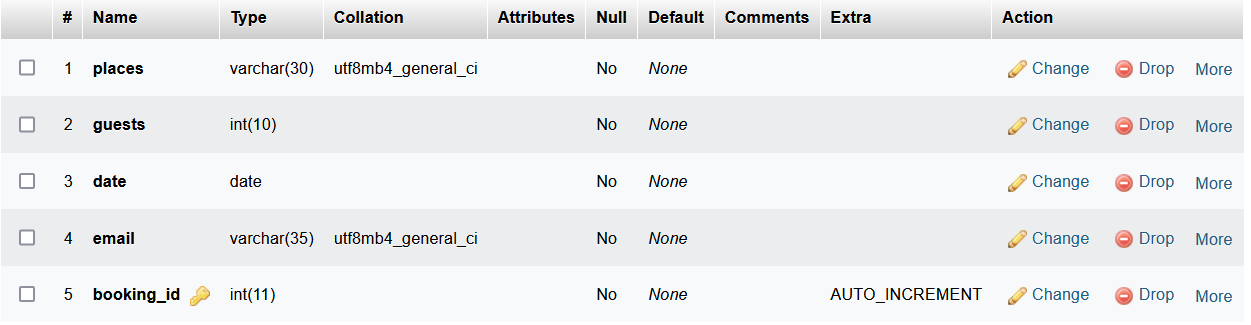 # Name Type Collation Attributes Null Default Comments Extra Action
1 places varchar(30) utf8mb4_general_ci No None Change Drop More
2 guests int(10) No None Change Drop More
3 date date No None Change Drop More
4 email varchar(35) utf8mb4_general_ci No None Change Drop More
5 booking_id int(11) No None AUTO_INCREMENT Change Drop More